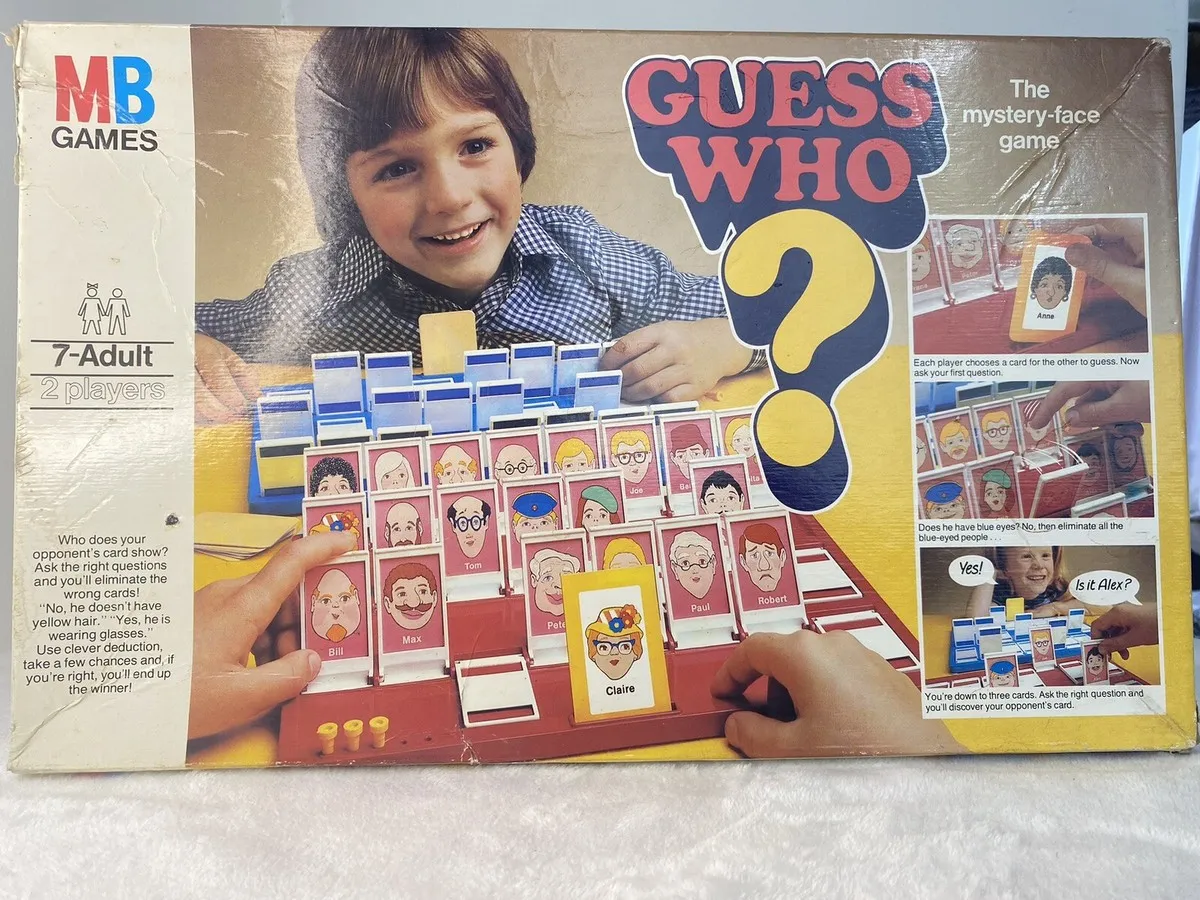 MB
GAMES
7-Adult
2 players
Who does your
opponent's card show?
Ask the right questions
and you'll eliminate the
wrong cards!
"No, he doesn't have
yellow hair." "Yes, he is
wearing glasses."
Use clever deduction,
take a few chances and, if
you're right, you'll end up
the winner!
GUESS
WHO
?
The
mystery-face
game
Joe
Tom
Bill
Max
Pete
Paul
Robert
Claire
Anne
Each player chooses a card for the other to guess. Now
ask your first question.
Does he have blue eyes? No, then eliminate all the
blue-eyed people . . .
Yes!
Is it Alex?
You're down to three cards. Ask the right question and
you'll discover your opponent's card.